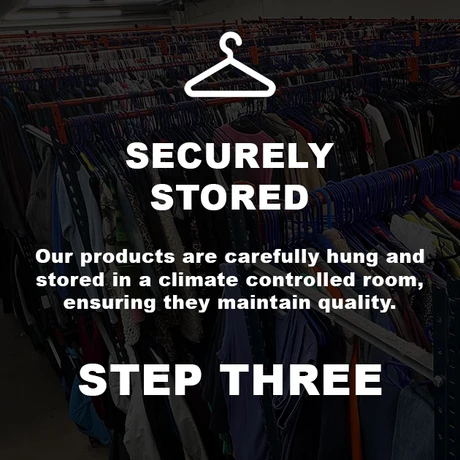 SECURELY
STORED
Our products are carefully hung and
stored in a climate controlled room,
ensuring they maintain quality.
STEP THREE